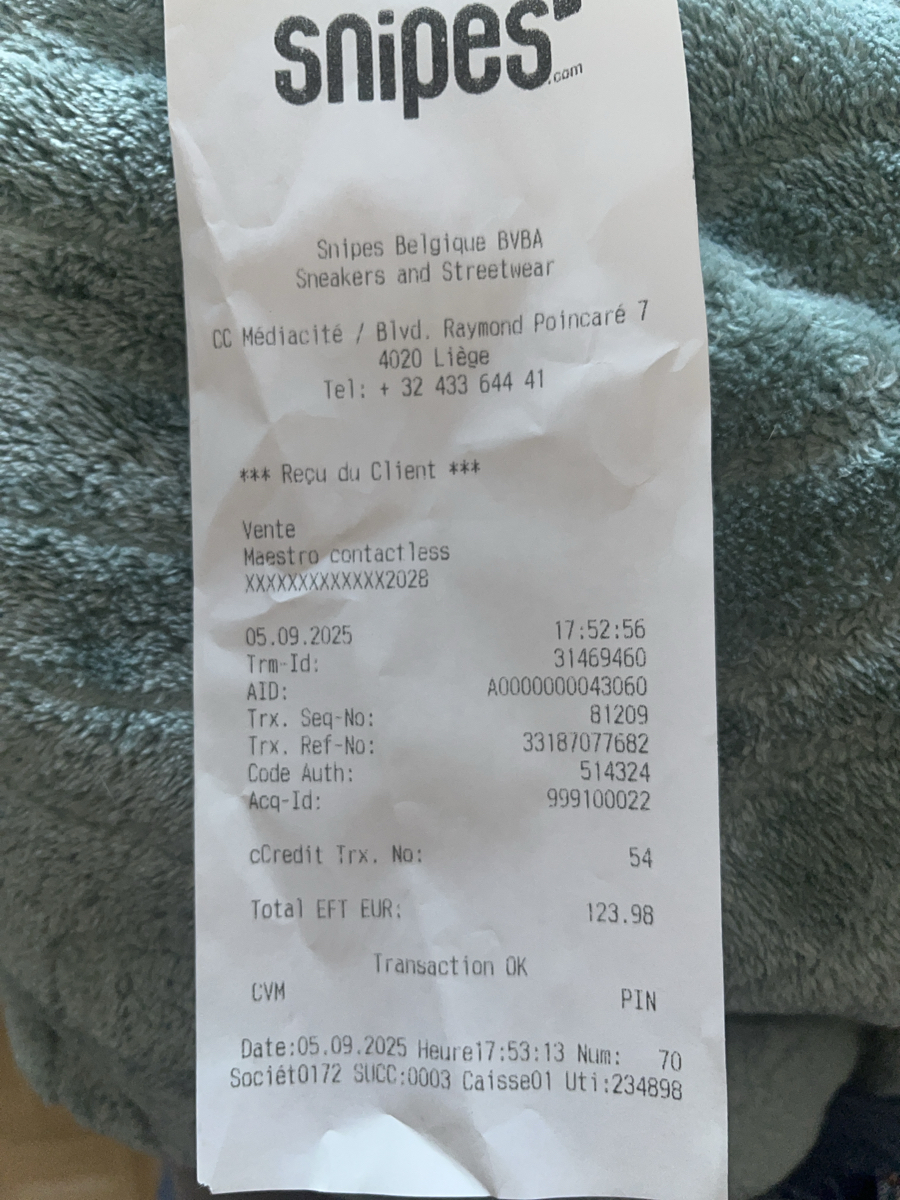 snipes
.com
Snipes Belgique BVBA
Sneakers and Streetwear
CC Médiacité / Blvd. Raymond Poincaré 7
4020 Liège
Tel: + 32 433 644 41
*** Reçu du Client ***
Vente
Maestro contactless
XXXXXXXXXXXXX2028
05.09.2025 17:52:56
Trm-Id: 31469460
AID: A0000000043060
Trx. Seq-No: 81209
Trx. Ref-No: 33187077682
Code Auth: 514324
Acq-Id: 999100022
cCredit Trx. No: 54
Total EFT EUR: 123.98
Transaction OK
CVM PIN
Date:05.09.2025 Heure17:53:13 Num: 70
Sociét0172 SUCC:0003 Caisse01 Uti:234898